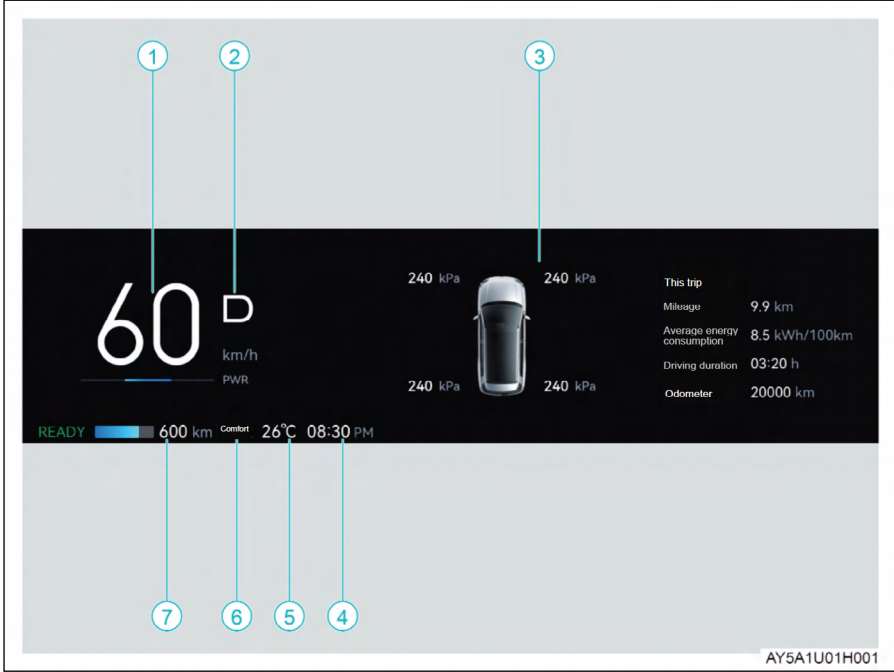 1 2 3
240 kPa 240 kPa
This trip
60 D
Mileage 9.9 km
Average energy
consumption 8.5 kWh/100km
km/h
Driving duration 03:20 h
PWR
240 kPa 240 kPa
Odometer 20000 km
READY 600 km Comfort 26℃ 08:30 PM
7 6 5 4
AY5A1U01H001